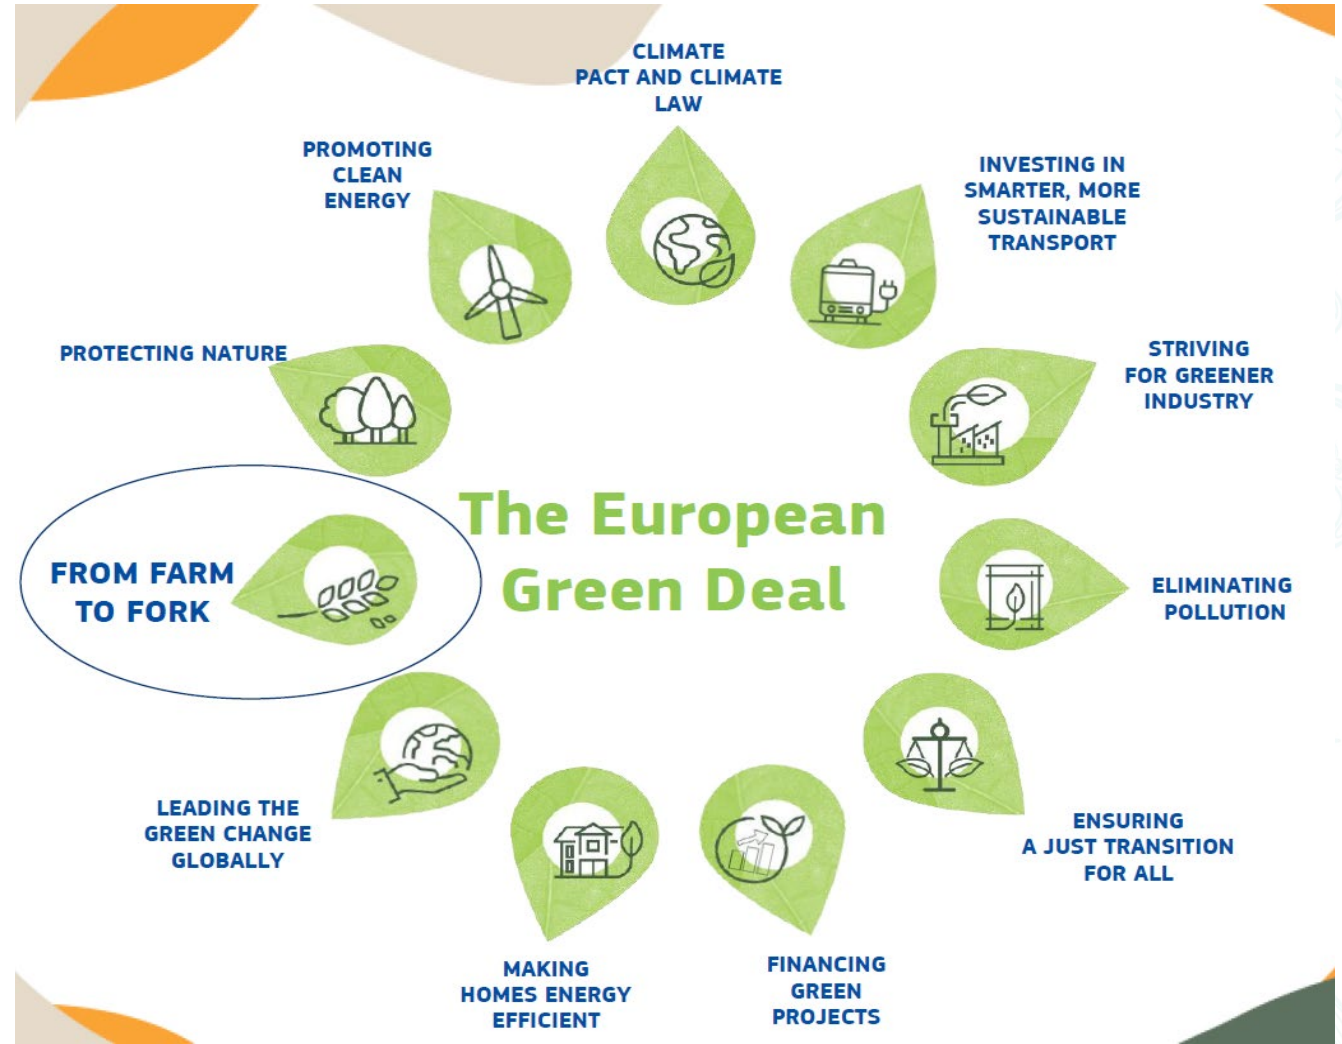 CLIMATE
PACT AND CLIMATE
LAW
PROMOTING
CLEAN
ENERGY
INVESTING IN
SMARTER, MORE
SUSTAINABLE
TRANSPORT
PROTECTING NATURE
STRIVING
FOR GREENER
INDUSTRY
The European
Green Deal
FROM FARM
TO FORK
ELIMINATING
POLLUTION
LEADING THE
GREEN CHANGE
GLOBALLY
ENSURING
A JUST TRANSITION
FOR ALL
MAKING
HOMES ENERGY
EFFICIENT
FINANCING
GREEN
PROJECTS